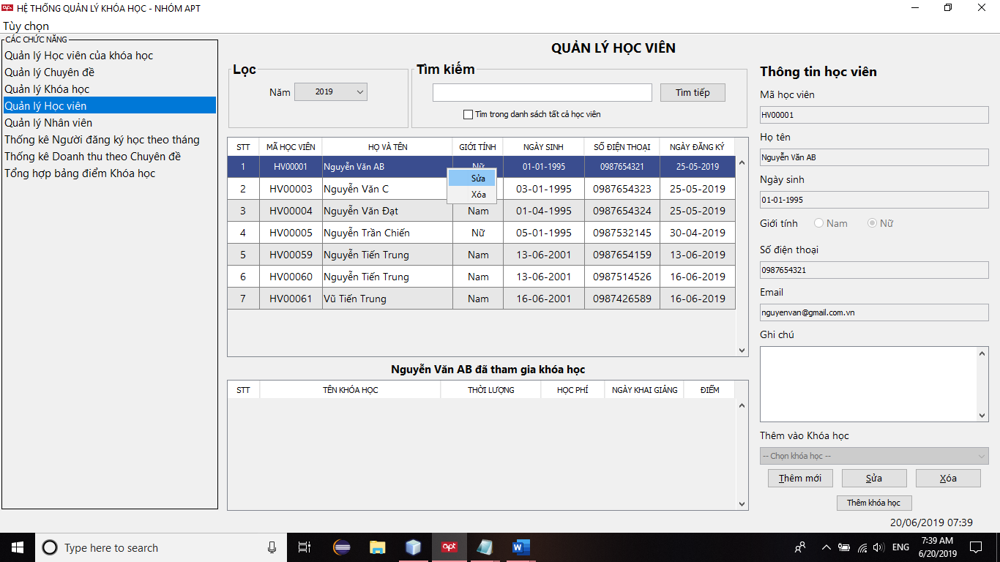 HỆ THỐNG QUẢN LÝ KHÓA HỌC - NHÓM APT
Tùy chọn
CÁC CHỨC NĂNG
Quản lý Học viên của khóa học
Quản lý Chuyên đề
Quản lý Khóa học
Quản lý Học viên
Quản lý Nhân viên
Thống kê Người đăng ký học theo tháng
Thống kê Doanh thu theo Chuyên đề
Tổng hợp bảng điểm Khóa học
QUẢN LÝ HỌC VIÊN
Lọc
Năm 2019
Tìm kiếm
Tìm tiếp
Tìm trong danh sách tất cả học viên
STT MÃ HỌC VIÊN HỌ VÀ TÊN GIỚI TÍNH NGÀY SINH SỐ ĐIỆN THOẠI NGÀY ĐĂNG KÝ
1 HV00001 Nguyễn Văn AB Nữ 01-01-1995 0987654321 25-05-2019
2 HV00003 Nguyễn Văn C 03-01-1995 0987654323 25-05-2019
3 HV00004 Nguyễn Văn Đạt Nam 01-04-1995 0987654324 25-05-2019
4 HV00005 Nguyễn Trần Chiến Nữ 05-01-1995 0987532145 30-04-2019
5 HV00059 Nguyễn Tiến Trung Nam 13-06-2001 0987654159 13-06-2019
6 HV00060 Nguyễn Tiến Trung Nam 13-06-2001 0987514526 16-06-2019
7 HV00061 Vũ Tiến Trung Nam 16-06-2001 0987426589 16-06-2019
Sửa
Xóa
Nguyễn Văn AB đã tham gia khóa học
STT TÊN KHÓA HỌC THỜI LƯỢNG HỌC PHÍ NGÀY KHAI GIẢNG ĐIỂM
Thông tin học viên
Mã học viên
HV00001
Họ tên
Nguyễn Văn AB
Ngày sinh
01-01-1995
Giới tính Nam Nữ
Số điện thoại
0987654321
Email
nguyenvan@gmail.com.vn
Ghi chú
Thêm vào Khóa học
-- Chọn khóa học --
Thêm mới Sửa Xóa
Thêm khóa học
20/06/2019 07:39
Type here to search
apt
ENG
7:39 AM
6/20/2019